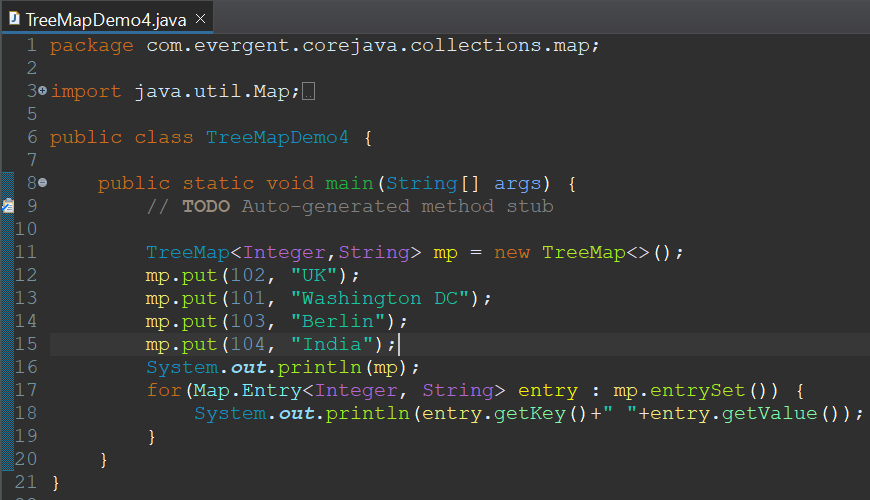 TreeMapDemo4.java
1 package com.evergent.corejava.collections.map;
2
3 import java.util.Map;
5
6 public class TreeMapDemo4 {
7
8     public static void main(String[] args) {
9         // TODO Auto-generated method stub
10
11         TreeMap<Integer,String> mp = new TreeMap<>();
12         mp.put(102, "UK");
13         mp.put(101, "Washington DC");
14         mp.put(103, "Berlin");
15         mp.put(104, "India");
16         System.out.println(mp);
17         for(Map.Entry<Integer, String> entry : mp.entrySet()) {
18             System.out.println(entry.getKey()+" "+entry.getValue());
19         }
20     }
21 }